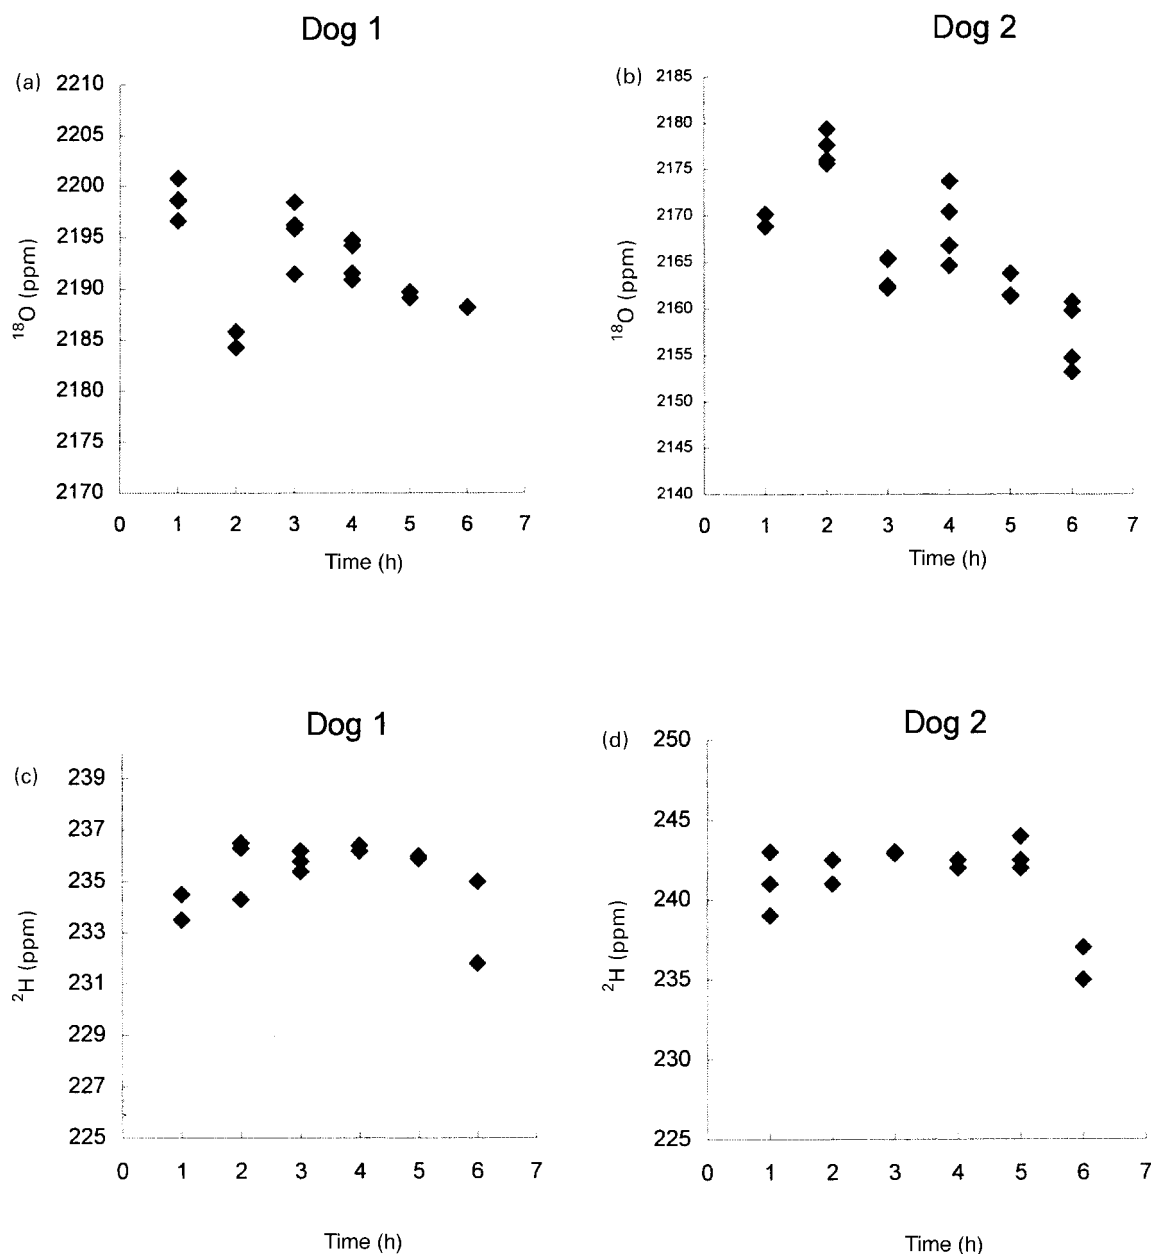 Dog 1
(a)
2210
2205
2200
2195
2190
2185
2180
2175
2170
¹⁸O (ppm)
0 1 2 3 4 5 6 7
Time (h)
Dog 2
(b)
2185
2180
2175
2170
2165
2160
2155
2150
2145
2140
¹⁸O (ppm)
0 1 2 3 4 5 6 7
Time (h)
Dog 1
(c)
239
237
235
233
231
229
227
225
²H (ppm)
0 1 2 3 4 5 6 7
Time (h)
Dog 2
(d)
250
245
240
235
230
225
²H (ppm)
0 1 2 3 4 5 6 7
Time (h)